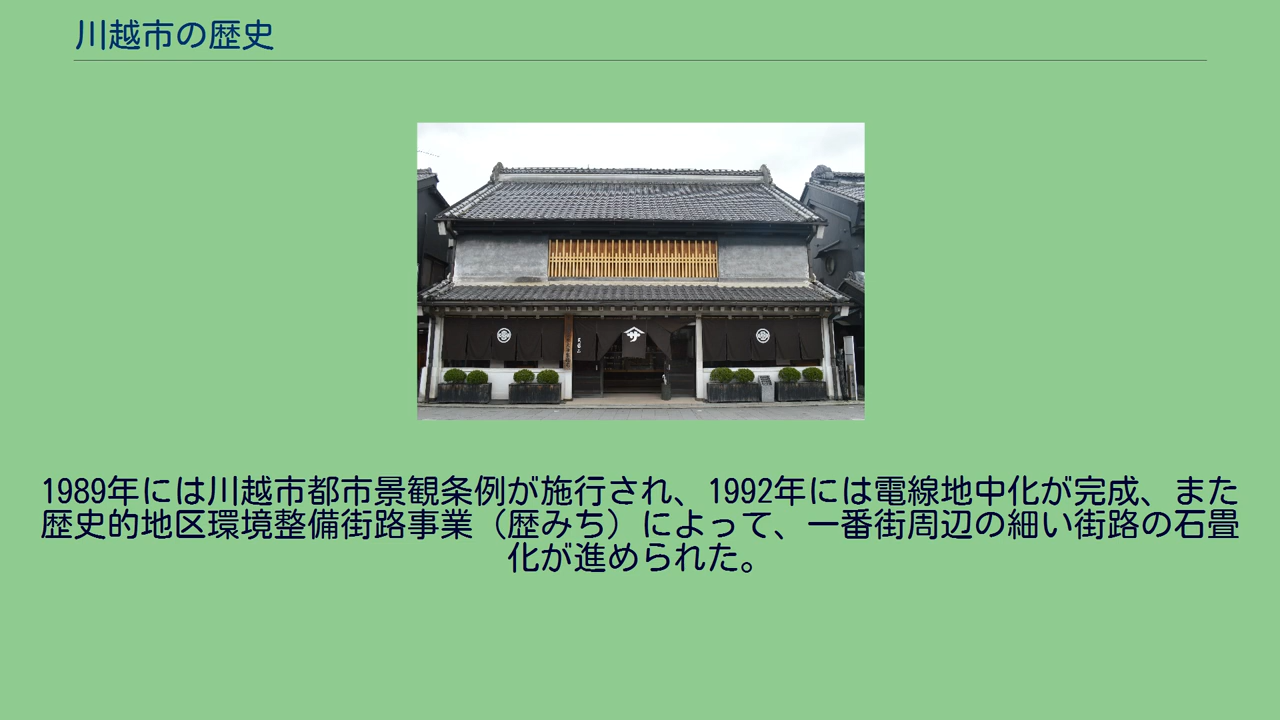 川越市の歴史
サ
1989年には川越市都市景観条例が施行され、1992年には電線地中化が完成、また
歴史的地区環境整備街路事業（歴みち）によって、一番街周辺の細い街路の石畳
化が進められた。